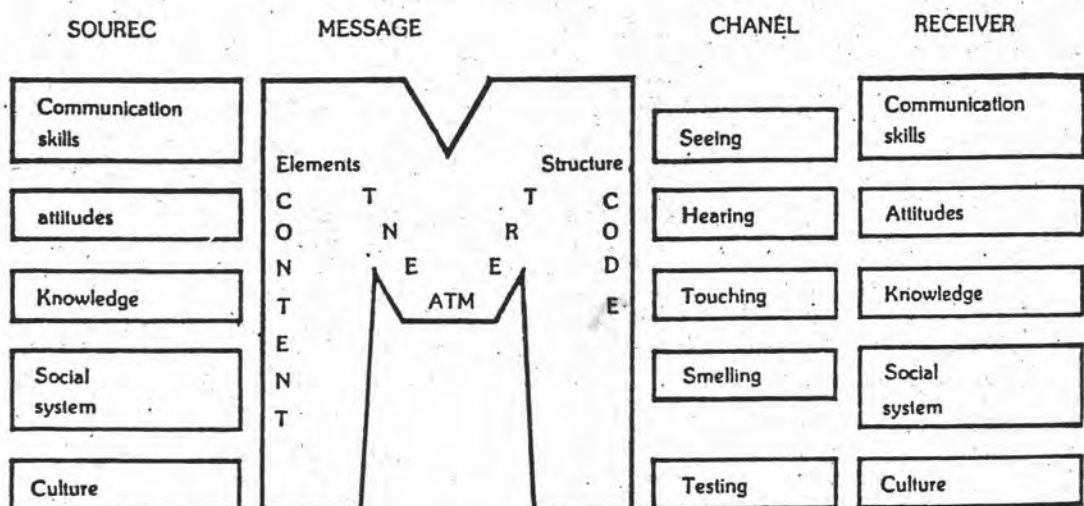 SOUREC
MESSAGE
CHANEL
RECEIVER
Communication
skills
attitudes
Knowledge
Social
system
Culture
Elements
Structure
C
O
N
T
E
N
T
T
N
E
E
R
T
ATM
C
O
D
E
Seeing
Hearing
Touching
Smelling
Testing
Communication
skills
Attitudes
Knowledge
Social
system
Culture